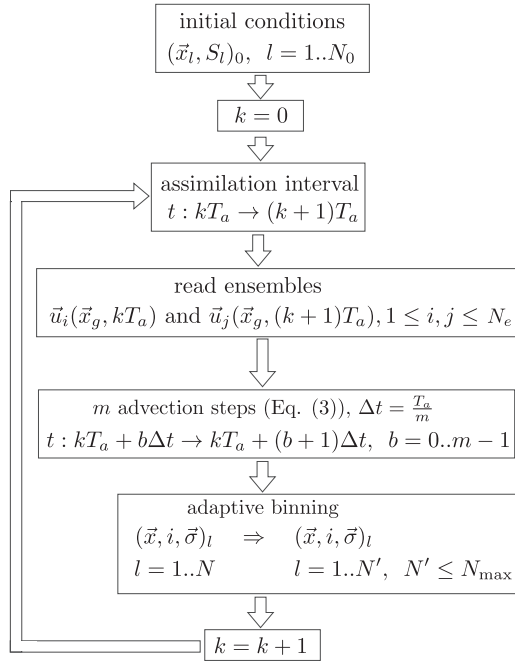 initial conditions
(x⃗_l, S_l)_0, l = 1..N_0
k = 0
assimilation interval
t : kT_a → (k + 1)T_a
read ensembles
u⃗_i(x⃗_g, kT_a) and u⃗_j(x⃗_g, (k + 1)T_a), 1 ≤ i, j ≤ N_e
m advection steps (Eq. (3)), Δt = T_a/m
t : kT_a + bΔt → kT_a + (b + 1)Δt, b = 0..m − 1
adaptive binning
(x⃗, i, σ⃗)_l ⇒ (x⃗, i, σ⃗)_l
l = 1..N l = 1..N′, N′ ≤ N_max
k = k + 1